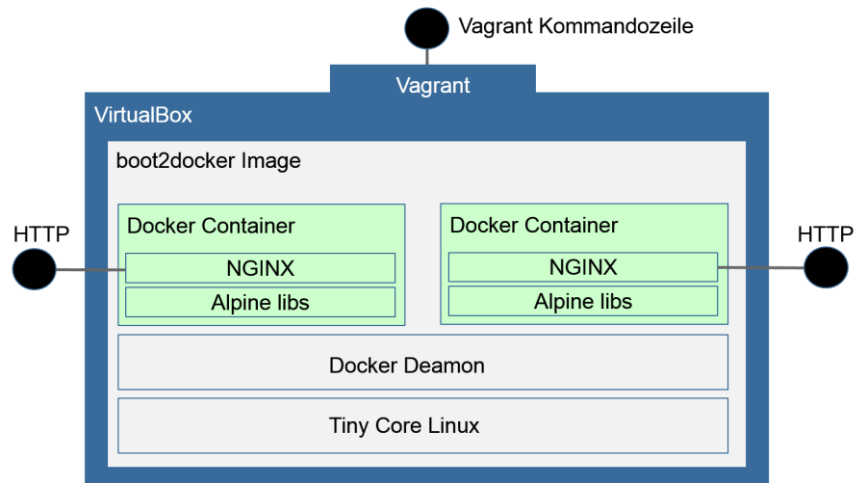 Vagrant Kommandozeile
Vagrant
VirtualBox
boot2docker Image
Docker Container
Docker Container
HTTP
NGINX
NGINX
HTTP
Alpine libs
Alpine libs
Docker Deamon
Tiny Core Linux